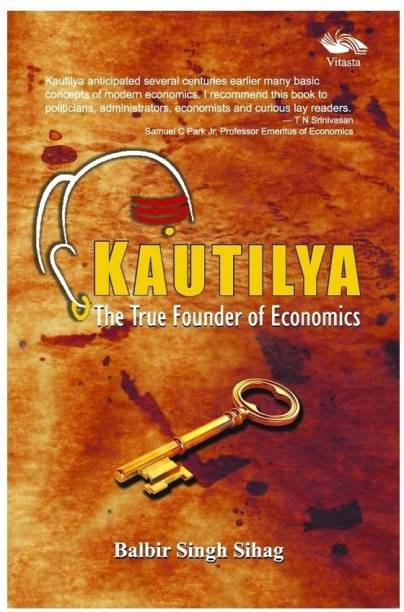 Vitasta
Kautilya anticipated several centuries earlier many basic
concepts of modern economics. I recommend this book to
politicians, administrators, economists and curious lay readers.
— T N Srinivasan
Samuel C Park Jr, Professor Emeritus of Economics
KAUTILYA
The True Founder of Economics
Balbir Singh Sihag